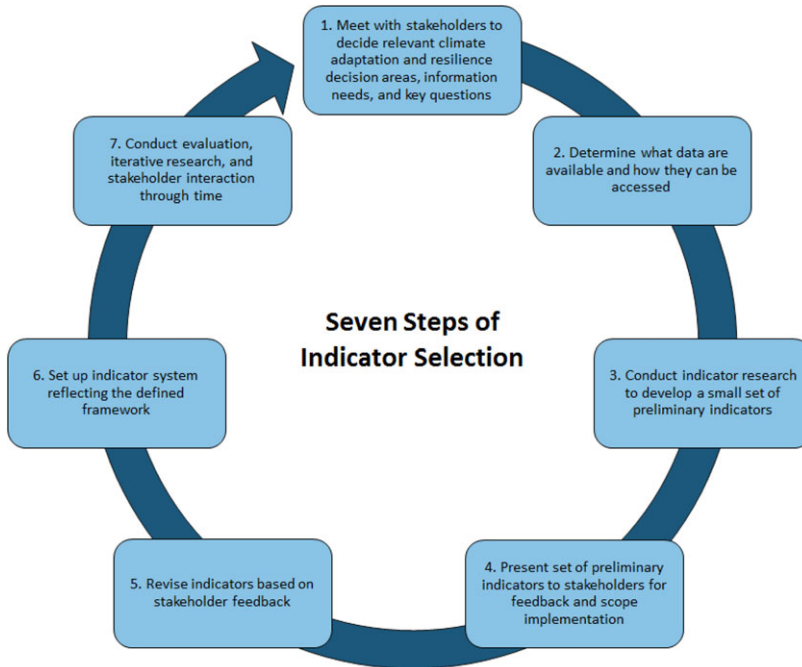 1. Meet with stakeholders to
decide relevant climate
adaptation and resilience
decision areas, information
needs, and key questions
2. Determine what data are
available and how they can be
accessed
3. Conduct indicator research
to develop a small set of
preliminary indicators
4. Present set of preliminary
indicators to stakeholders for
feedback and scope
implementation
5. Revise indicators based on
stakeholder feedback
6. Set up indicator system
reflecting the defined
framework
7. Conduct evaluation,
iterative research, and
stakeholder interaction
through time
Seven Steps of
Indicator Selection